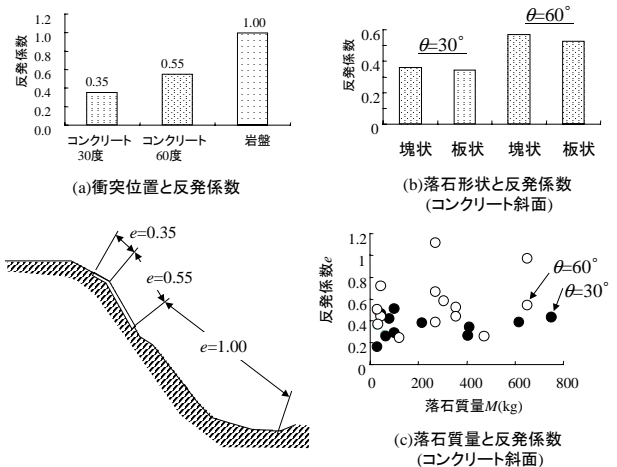 反発係数
1.2
1.0
0.8
0.6
0.4
0.2
0.0
0.35
0.55
1.00
コンクリート
30度
コンクリート
60度
岩盤
(a)衝突位置と反発係数
反発係数
0.6
0.4
0.2
0
θ=30°
θ=60°
塊状 板状 塊状 板状
(b)落石形状と反発係数
(コンクリート斜面)
e=0.35
e=0.55
e=1.00
反発係数e
1.2
1
0.8
0.6
0.4
0.2
0
θ=60°
θ=30°
0 200 400 600 800
落石質量M(kg)
(c)落石質量と反発係数
(コンクリート斜面)